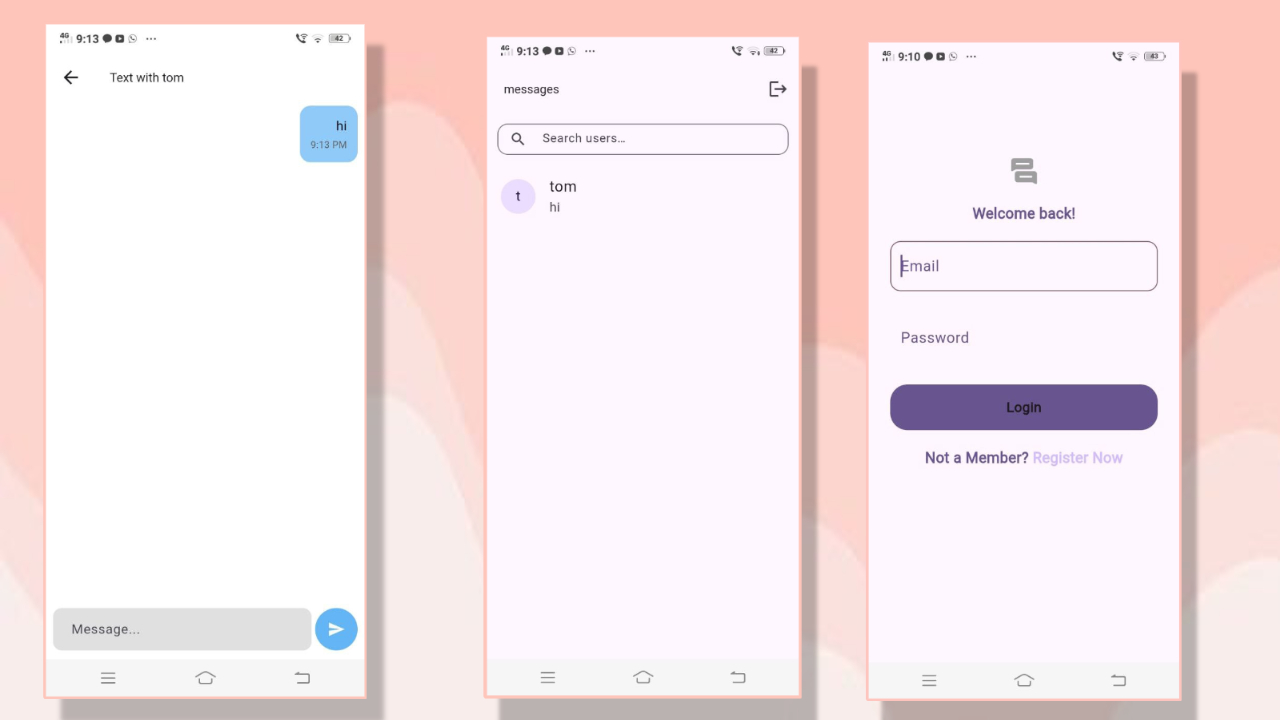 4G 9:13 ... 42
Text with tom
hi
9:13 PM
Message...
4G 9:13 ... 42
messages
Search users...
t
tom
hi
4G 9:10 ... 43
Welcome back!
Email
Password
Login
Not a Member? Register Now